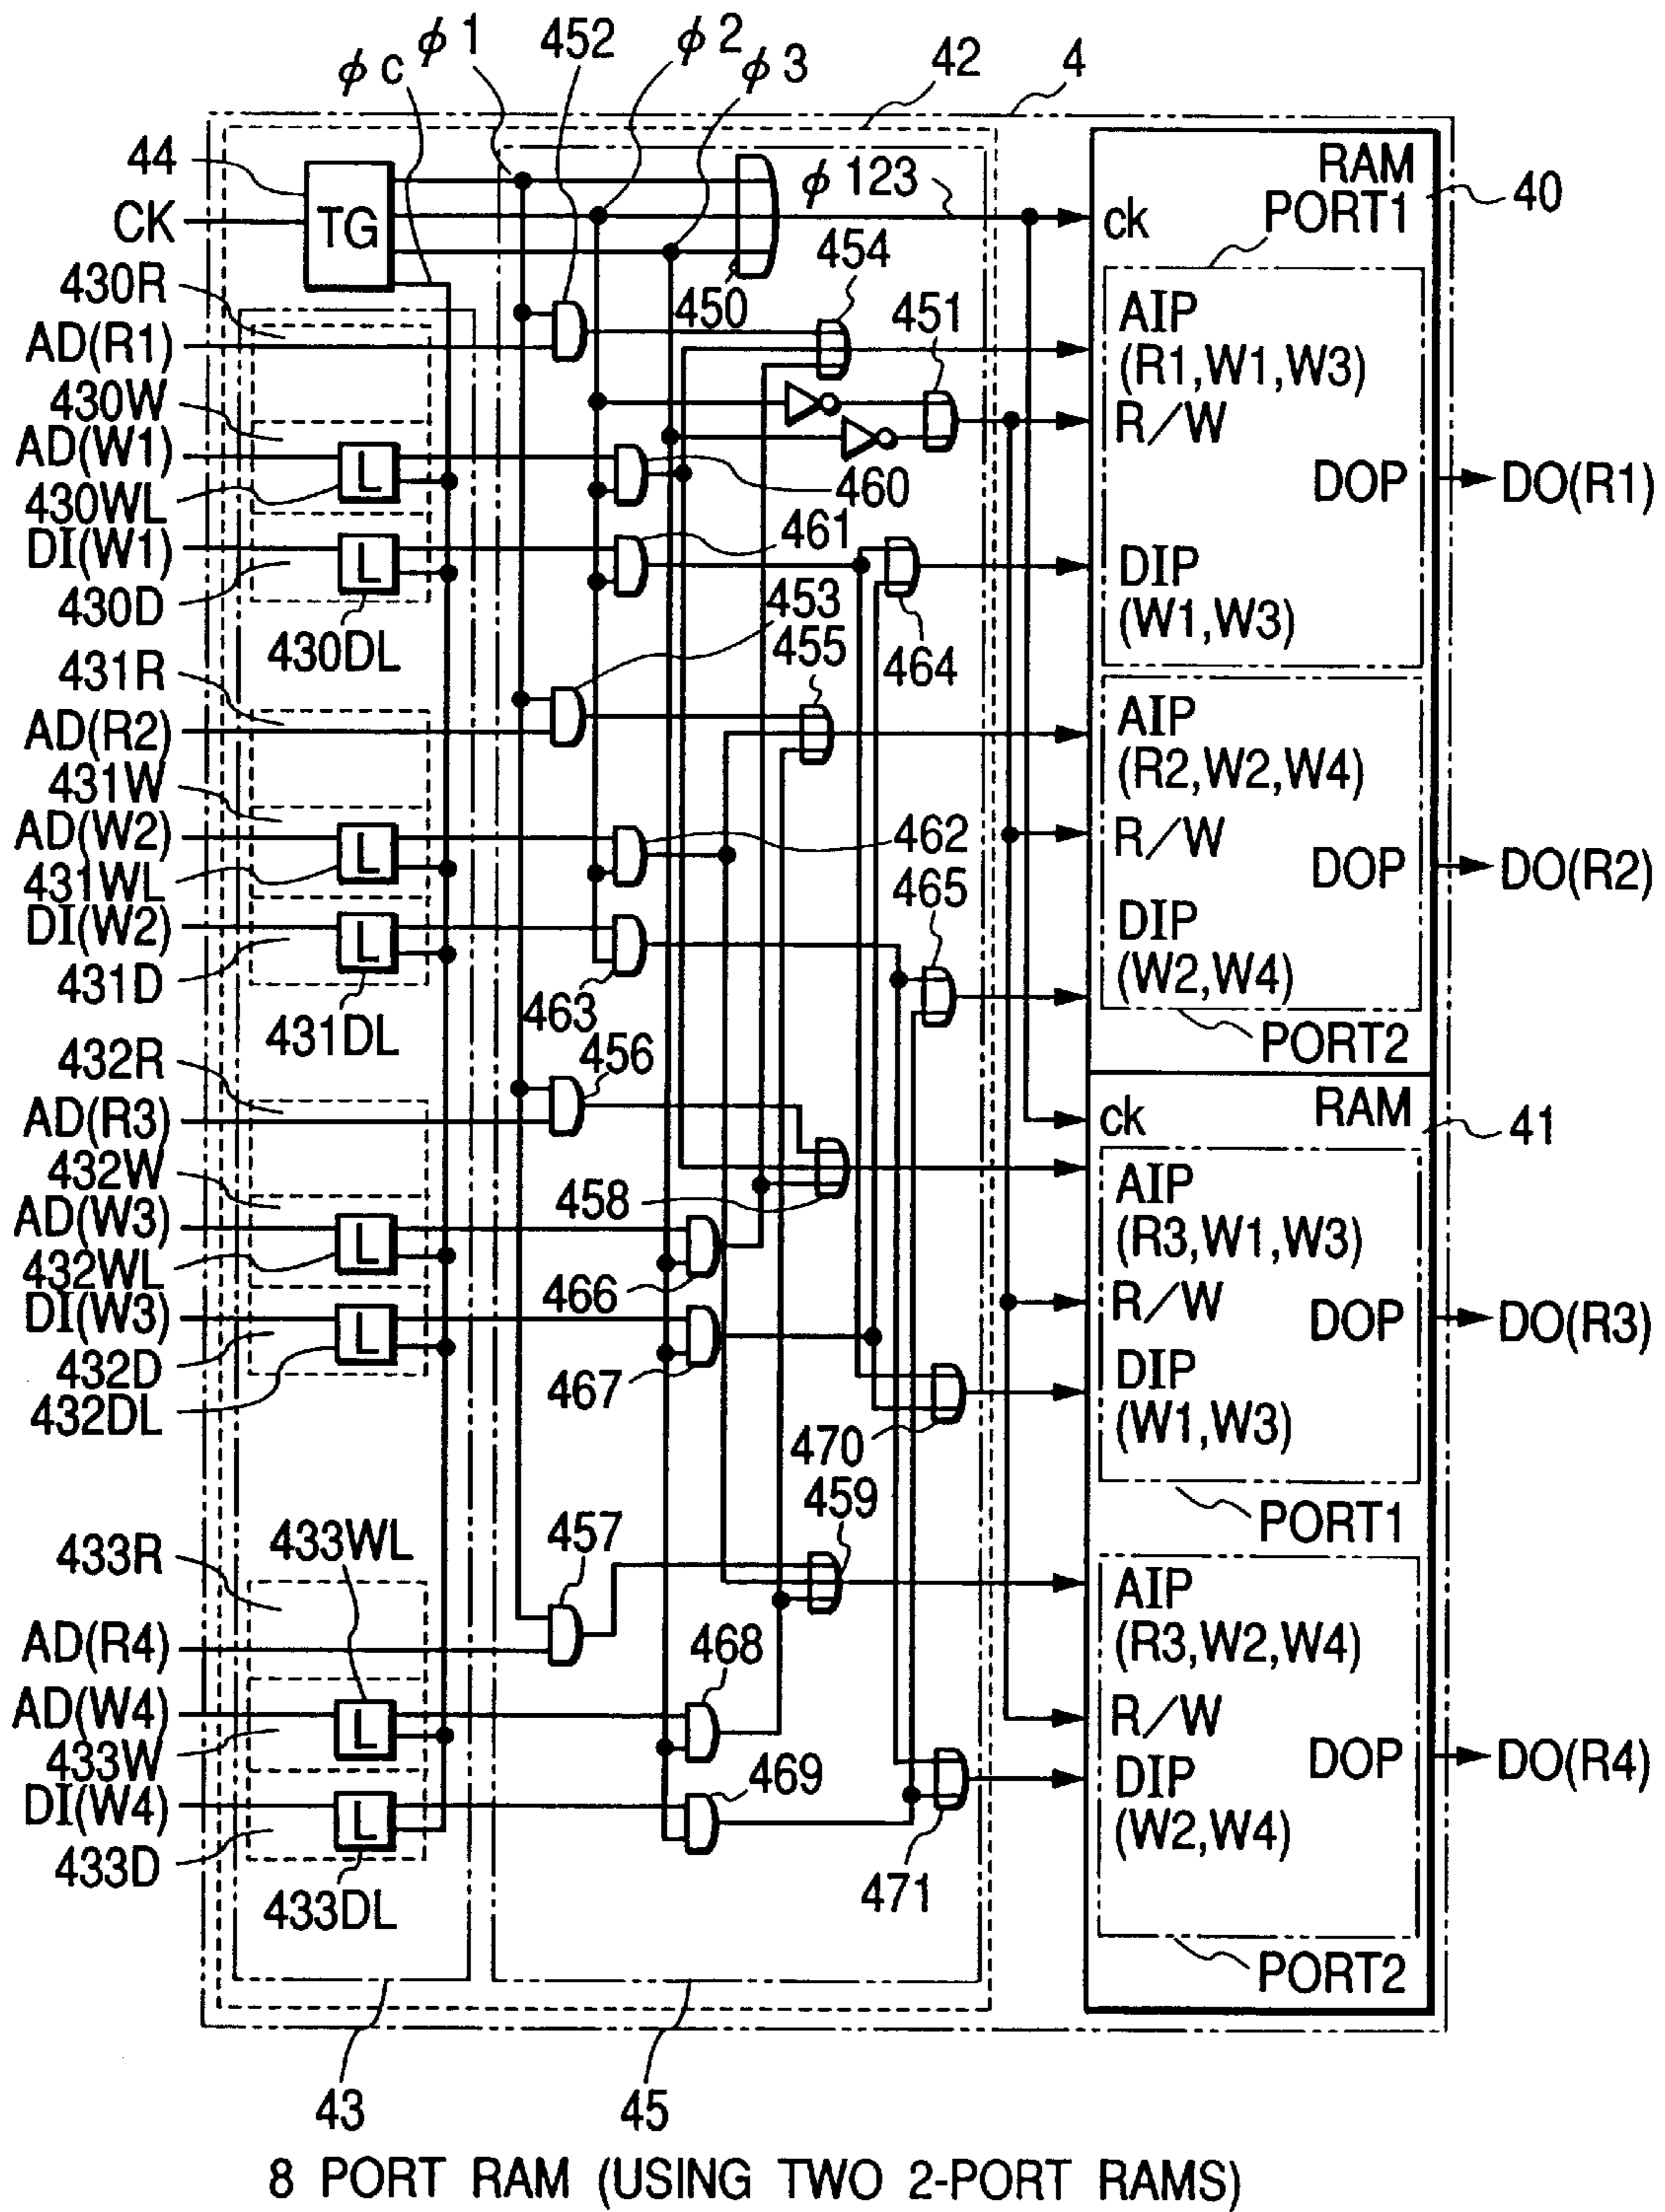 φc
φ1
452
φ2
φ3
42
4
44
CK
TG
φ123
ck
RAM
PORT1
40
430R
AD(R1)
450
454
451
AIP
(R1,W1,W3)
R/W
430W
AD(W1)
L
430WL
460
DOP
DO(R1)
DI(W1)
L
430D
430DL
461
453
455
464
DIP
(W1,W3)
431R
AD(R2)
AIP
(R2,W2,W4)
431W
AD(W2)
L
431WL
462
465
R/W
DOP
DO(R2)
DI(W2)
L
431D
431DL
463
DIP
(W2,W4)
PORT2
432R
AD(R3)
456
ck
RAM
41
432W
AD(W3)
L
432WL
458
466
AIP
(R3,W1,W3)
R/W
DOP
DO(R3)
DI(W3)
L
432D
432DL
467
470
DIP
(W1,W3)
PORT1
433R
433WL
457
459
AD(R4)
AIP
(R3,W2,W4)
AD(W4)
L
433W
468
R/W
DOP
DO(R4)
DI(W4)
L
433D
433DL
469
471
DIP
(W2,W4)
PORT2
43
45
8 PORT RAM (USING TWO 2-PORT RAMS)